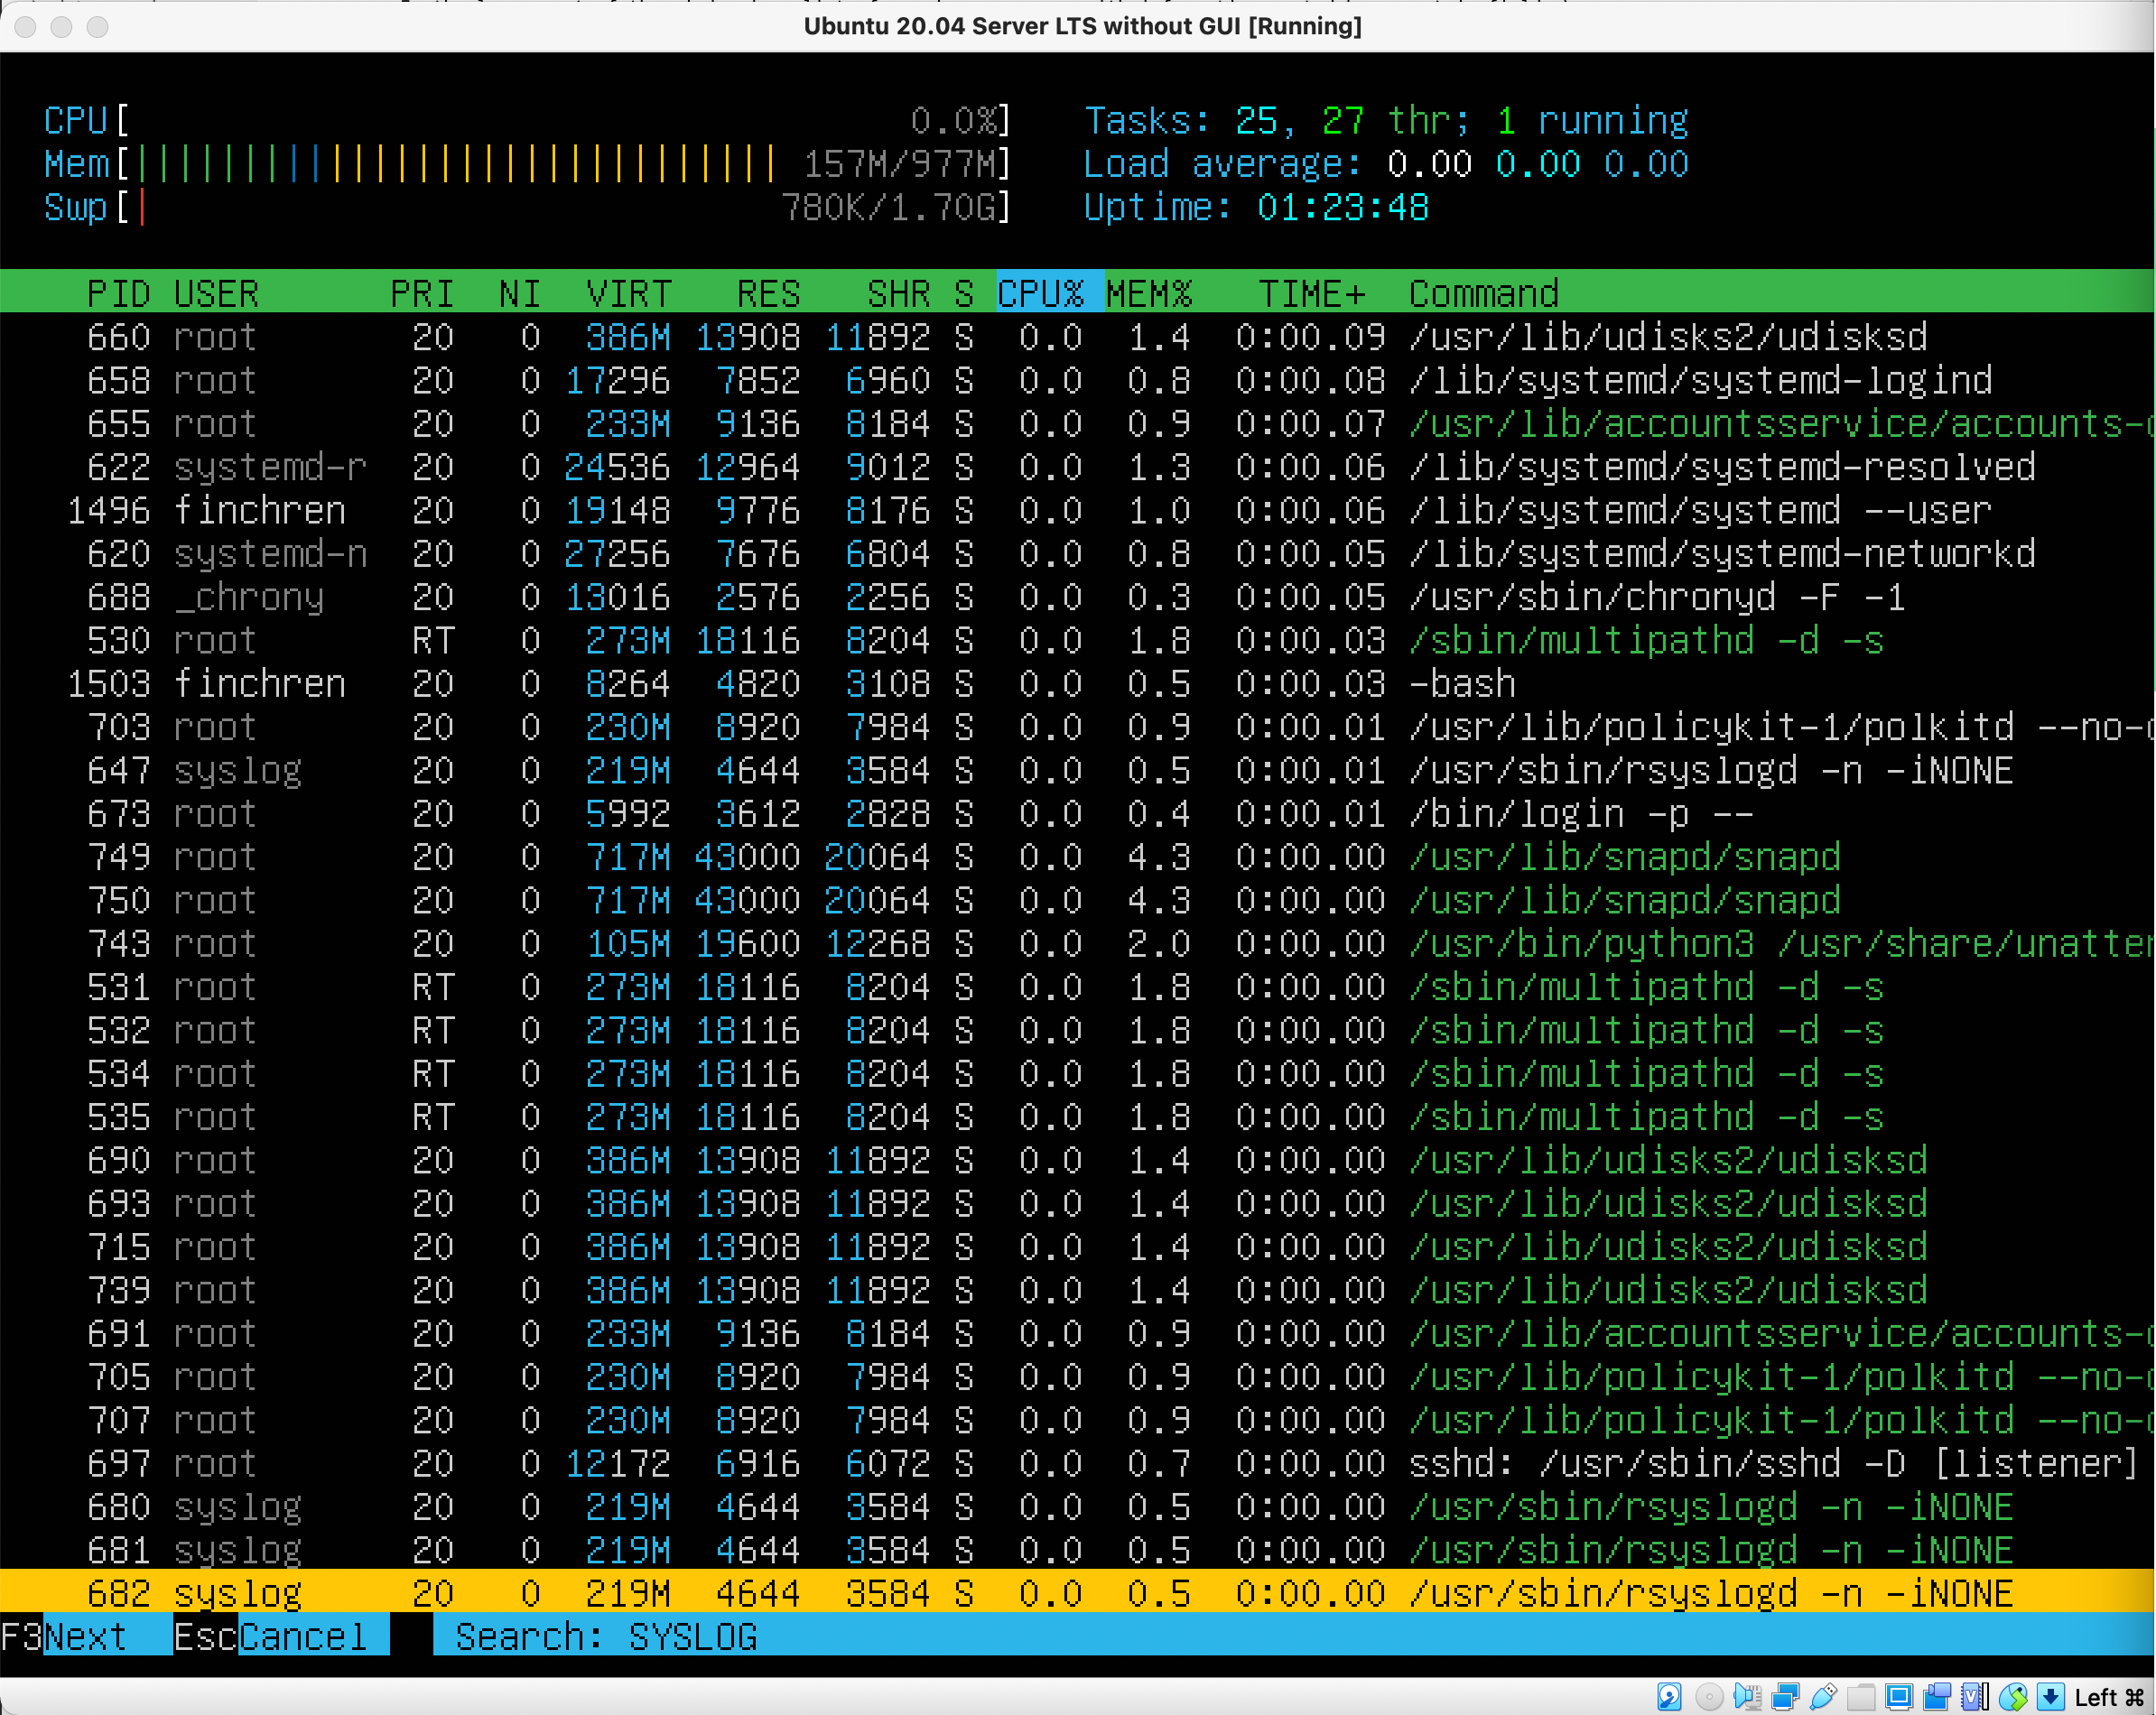 Ubuntu 20.04 Server LTS without GUI [Running]
CPU[ 0.0%] Tasks: 25, 27 thr; 1 running
Mem[||||||||||||||||||||||||||||||157M/977M] Load average: 0.00 0.00 0.00
Swp[| 780K/1.70G] Uptime: 01:23:48
PID USER PRI NI VIRT RES SHR S CPU% MEM% TIME+ Command
660 root 20 0 386M 13908 11892 S 0.0 1.4 0:00.09 /usr/lib/udisks2/udisksd
658 root 20 0 17296 7852 6960 S 0.0 0.8 0:00.08 /lib/systemd/systemd-logind
655 root 20 0 233M 9136 8184 S 0.0 0.9 0:00.07 /usr/lib/accountsservice/accounts-
622 systemd-r 20 0 24536 12964 9012 S 0.0 1.3 0:00.06 /lib/systemd/systemd-resolved
1496 finchren 20 0 19148 9776 8176 S 0.0 1.0 0:00.06 /lib/systemd/systemd --user
620 systemd-n 20 0 27256 7676 6804 S 0.0 0.8 0:00.05 /lib/systemd/systemd-networkd
688 _chrony 20 0 13016 2576 2256 S 0.0 0.3 0:00.05 /usr/sbin/chronyd -F -1
530 root RT 0 273M 18116 8204 S 0.0 1.8 0:00.03 /sbin/multipathd -d -s
1503 finchren 20 0 8264 4820 3108 S 0.0 0.5 0:00.03 -bash
703 root 20 0 230M 8920 7984 S 0.0 0.9 0:00.01 /usr/lib/policykit-1/polkitd --no-
647 syslog 20 0 219M 4644 3584 S 0.0 0.5 0:00.01 /usr/sbin/rsyslogd -n -iNONE
673 root 20 0 5992 3612 2828 S 0.0 0.4 0:00.01 /bin/login -p --
749 root 20 0 717M 43000 20064 S 0.0 4.3 0:00.00 /usr/lib/snapd/snapd
750 root 20 0 717M 43000 20064 S 0.0 4.3 0:00.00 /usr/lib/snapd/snapd
743 root 20 0 105M 19600 12268 S 0.0 2.0 0:00.00 /usr/bin/python3 /usr/share/unatte
531 root RT 0 273M 18116 8204 S 0.0 1.8 0:00.00 /sbin/multipathd -d -s
532 root RT 0 273M 18116 8204 S 0.0 1.8 0:00.00 /sbin/multipathd -d -s
534 root RT 0 273M 18116 8204 S 0.0 1.8 0:00.00 /sbin/multipathd -d -s
535 root RT 0 273M 18116 8204 S 0.0 1.8 0:00.00 /sbin/multipathd -d -s
690 root 20 0 386M 13908 11892 S 0.0 1.4 0:00.00 /usr/lib/udisks2/udisksd
693 root 20 0 386M 13908 11892 S 0.0 1.4 0:00.00 /usr/lib/udisks2/udisksd
715 root 20 0 386M 13908 11892 S 0.0 1.4 0:00.00 /usr/lib/udisks2/udisksd
739 root 20 0 386M 13908 11892 S 0.0 1.4 0:00.00 /usr/lib/udisks2/udisksd
691 root 20 0 233M 9136 8184 S 0.0 0.9 0:00.00 /usr/lib/accountsservice/accounts-
705 root 20 0 230M 8920 7984 S 0.0 0.9 0:00.00 /usr/lib/policykit-1/polkitd --no-
707 root 20 0 230M 8920 7984 S 0.0 0.9 0:00.00 /usr/lib/policykit-1/polkitd --no-
697 root 20 0 12172 6916 6072 S 0.0 0.7 0:00.00 sshd: /usr/sbin/sshd -D [listener]
680 syslog 20 0 219M 4644 3584 S 0.0 0.5 0:00.00 /usr/sbin/rsyslogd -n -iNONE
681 syslog 20 0 219M 4644 3584 S 0.0 0.5 0:00.00 /usr/sbin/rsyslogd -n -iNONE
682 syslog 20 0 219M 4644 3584 S 0.0 0.5 0:00.00 /usr/sbin/rsyslogd -n -iNONE
F3Next EscCancel Search: SYSLOG
Left ⌘